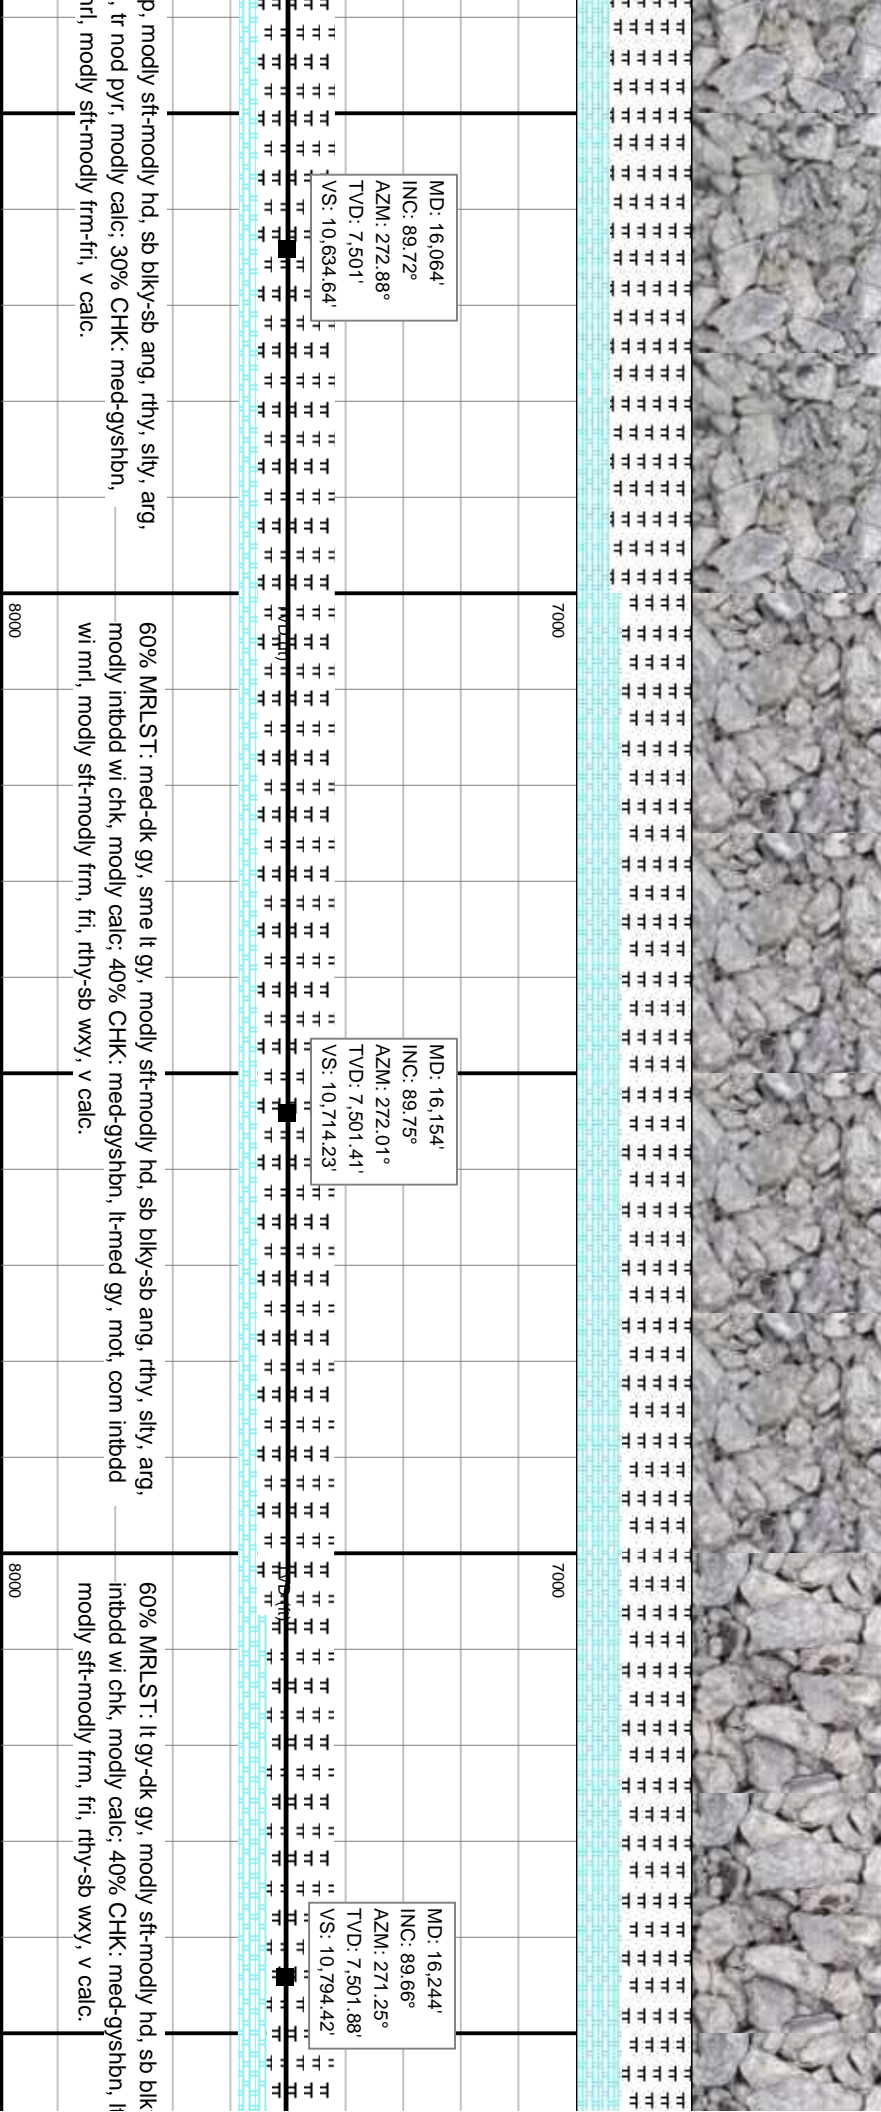 p, modly sft-modly hd, sb blky-sb ang, rthy, slty, arg,
, tr nod pyr, modly calc; 30% CHK: med-gyshbn,
mrl, modly sft-modly frm-fri, v calc.
MD: 16,064'
INC: 89.72°
AZM: 272.88°
TVD: 7,501'
VS: 10,634.64'
7000
TVD (ft)
8000
60% MRLST: med-dk gy, sme lt gy, modly sft-modly hd, sb blky-sb ang, rthy, slty, arg,
modly intbdd wi chk, modly calc; 40% CHK: med-gyshbn, lt-med gy, mot, com intbdd
wi mrl, modly sft-modly frm, fri, rthy-sb wxy, v calc.
MD: 16,154'
INC: 89.75°
AZM: 272.01°
TVD: 7,501.41'
VS: 10,714.23'
7000
TVD (ft)
8000
60% MRLST: lt gy-dk gy, modly sft-modly hd, sb blk
intbdd wi chk, modly calc; 40% CHK: med-gyshbn, lt
modly sft-modly frm, fri, rthy-sb wxy, v calc.
MD: 16,244'
INC: 89.66°
AZM: 271.25°
TVD: 7,501.88'
VS: 10,794.42'